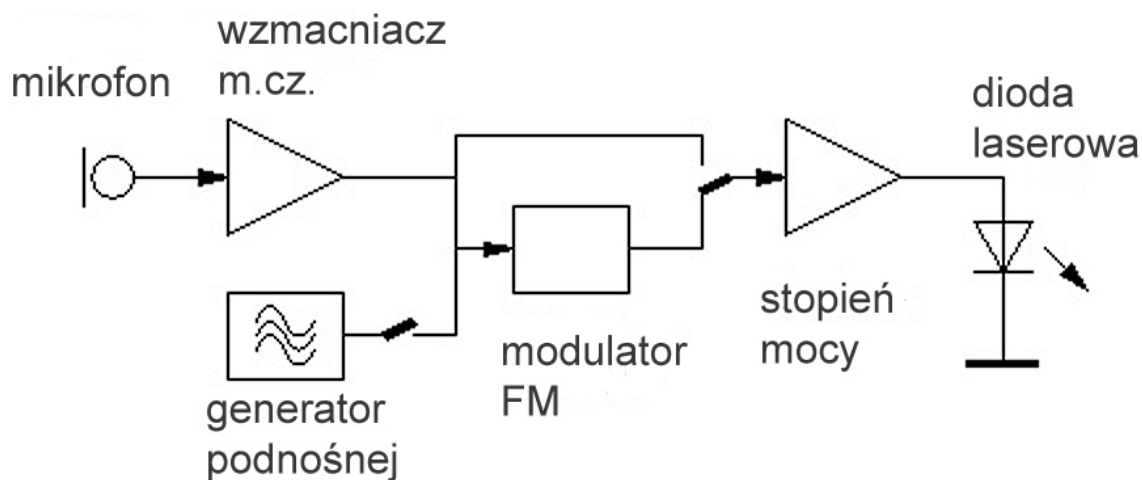 wzmacniacz
m.cz.
mikrofon
dioda
laserowa
stopień
mocy
modulator
FM
generator
podnośnej